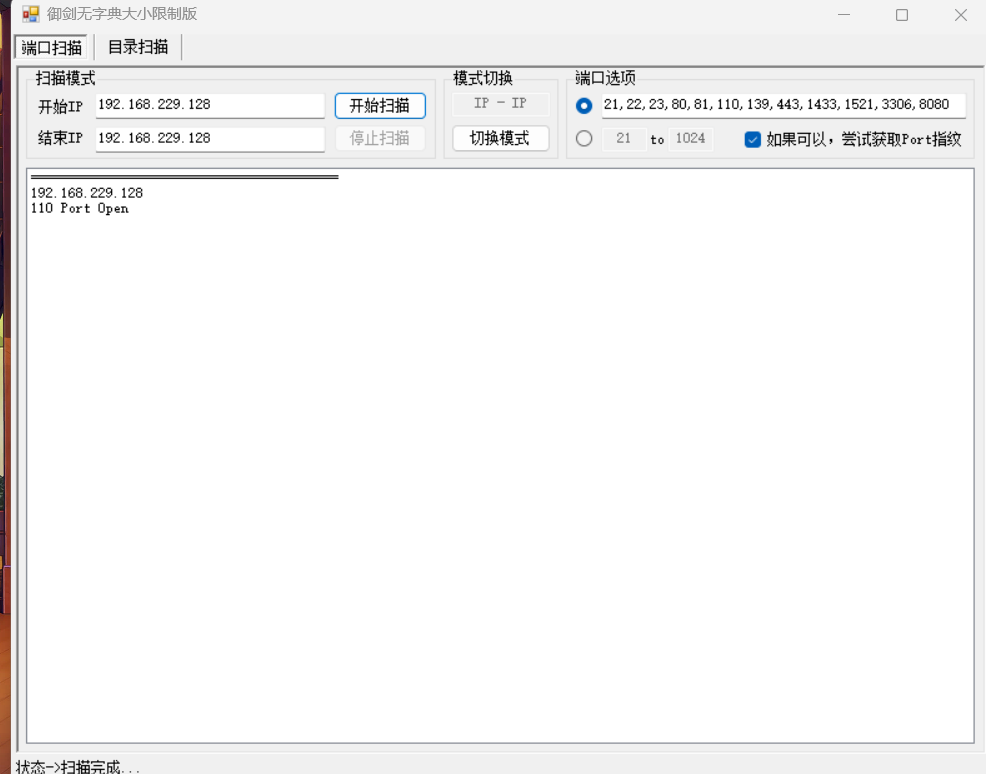 御剑无字典大小限制版
端口扫描 目录扫描
扫描模式 模式切换 端口选项
开始IP 192.168.229.128 开始扫描 IP - IP 21,22,23,80,81,110,139,443,1433,1521,3306,8080
结束IP 192.168.229.128 停止扫描 切换模式 21 to 1024 如果可以，尝试获取Port指纹
192.168.229.128
110 Port Open
状态->扫描完成...